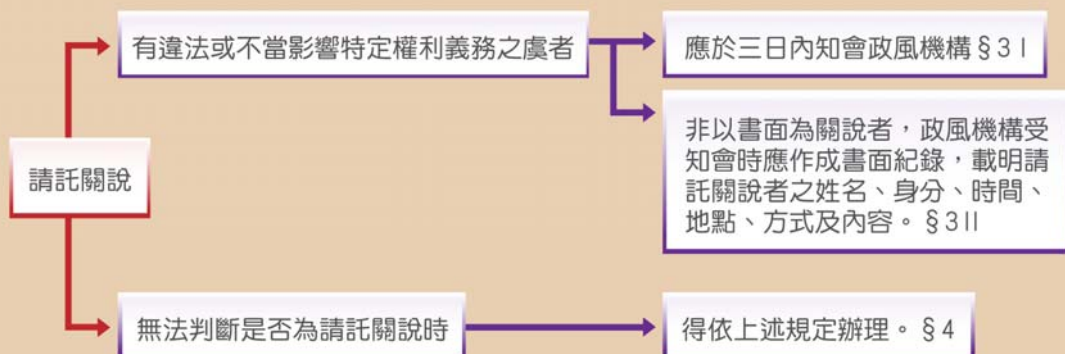 請託關說
有違法或不當影響特定權利義務之虞者
應於三日內知會政風機構§3 I
非以書面為關說者,政風機構受
知會時應作成書面紀錄,載明請
託關說者之姓名、身分、時間、
地點、方式及內容。§3 II
無法判斷是否為請託關說時
得依上述規定辦理。§4